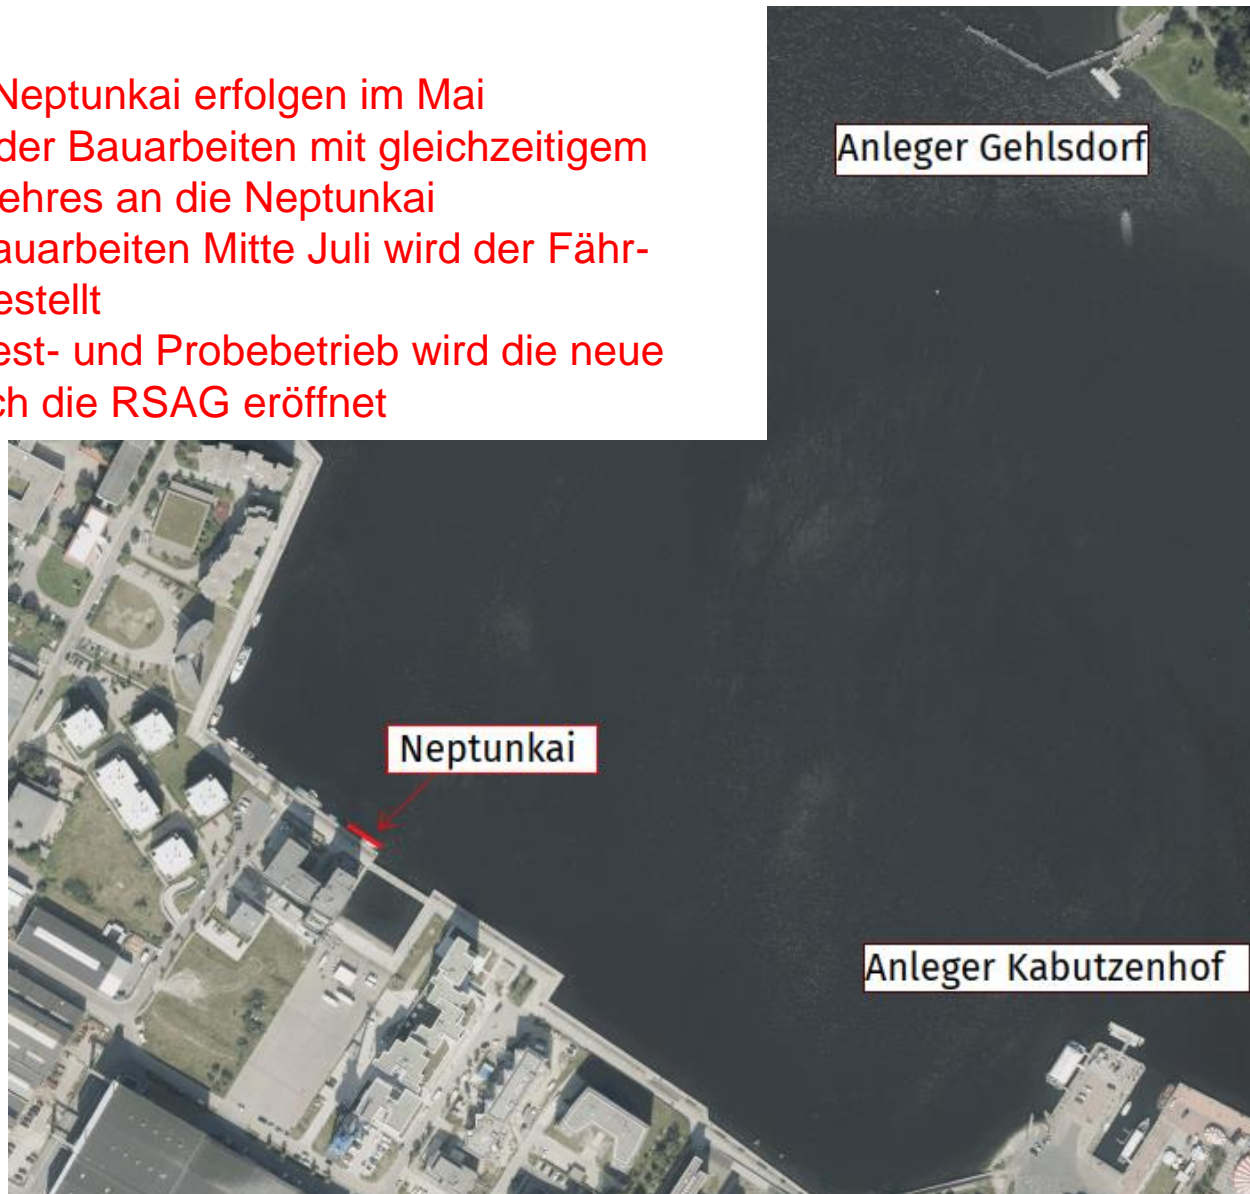 Neptunkai erfolgen im Mai
der Bauarbeiten mit gleichzeitigem
ehres an die Neptunkai
auarbeiten Mitte Juli wird der Fähr-
estellt
est- und Probebetrieb wird die neue
ch die RSAG eröffnet
Anleger Gehlsdorf
Neptunkai
Anleger Kabutzenhof